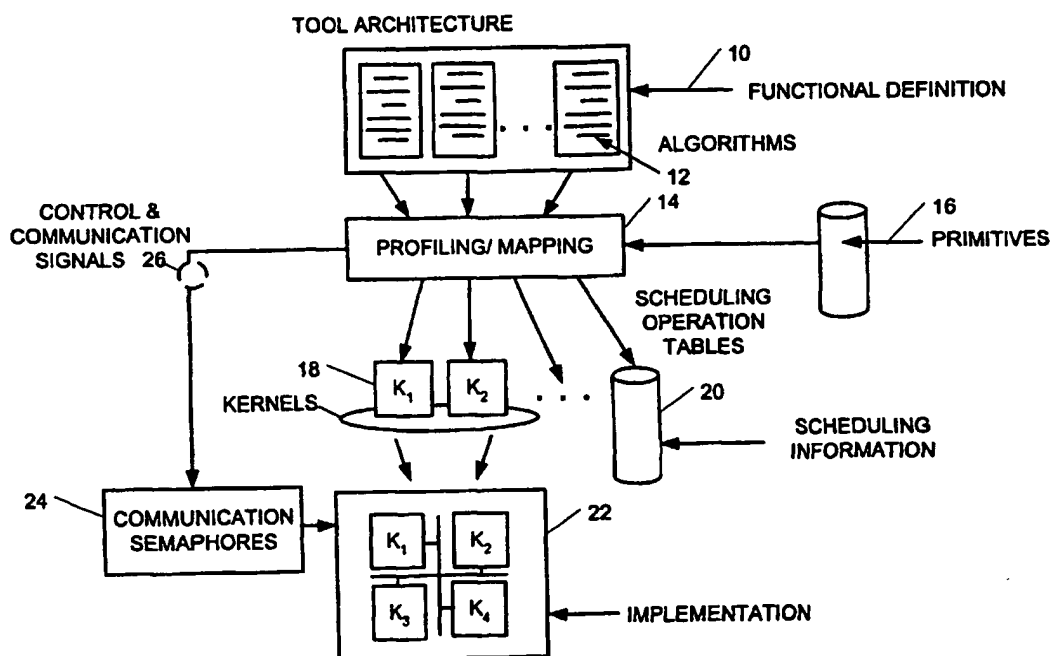 TOOL ARCHITECTURE
10
FUNCTIONAL DEFINITION
ALGORITHMS
12
14
CONTROL &
COMMUNICATION
SIGNALS 26
PROFILING/ MAPPING
16
PRIMITIVES
SCHEDULING
OPERATION
TABLES
18
K1
K2
. . .
20
KERNELS
SCHEDULING
INFORMATION
24
COMMUNICATION
SEMAPHORES
22
K1
K2
K3
K4
IMPLEMENTATION